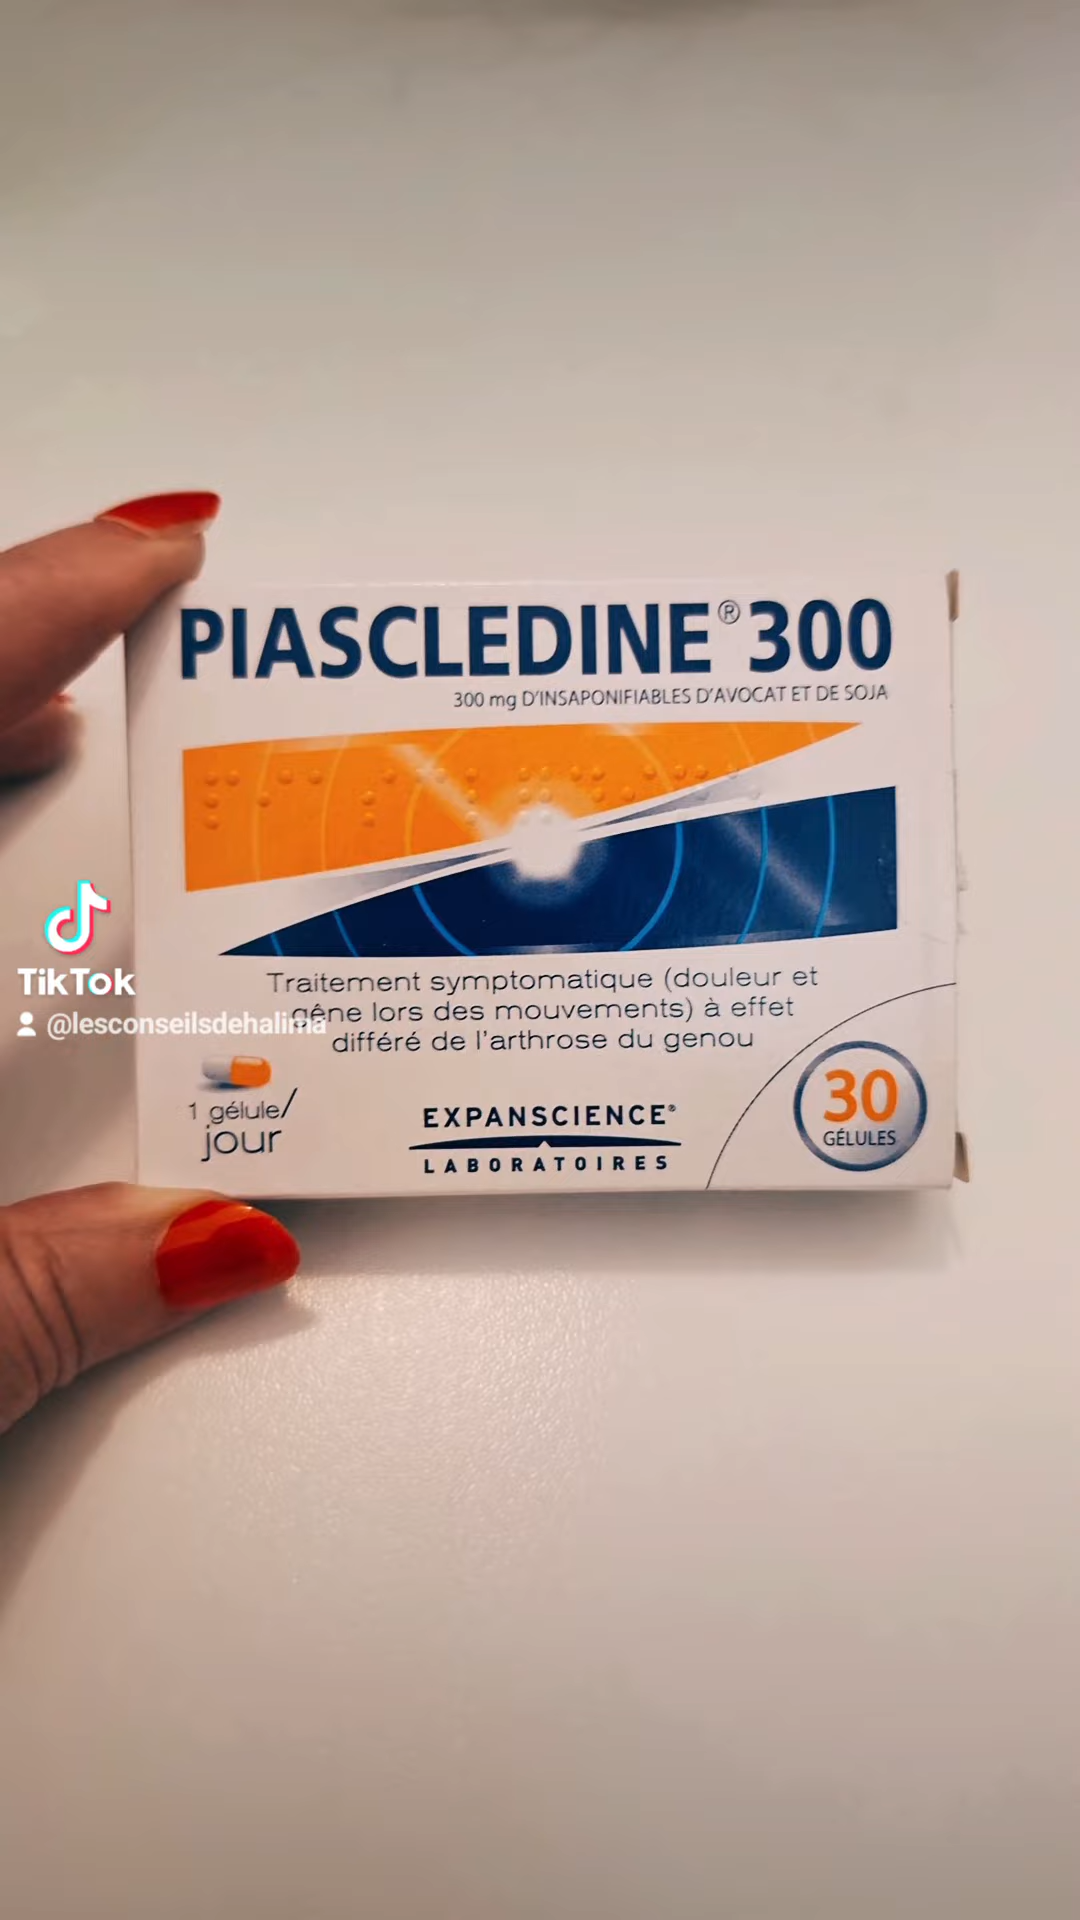 PIASCLEDINE® 300
300 mg D'INSAPONIFIABLES D'AVOCAT ET DE SOJA
Traitement symptomatique (douleur et
gêne lors des mouvements) à effet
différé de l'arthrose du genou
1 gélule/
jour
EXPANSCIENCE®
LABORATOIRES
30
GÉLULES
TikTok
@lesconseilsdehalima